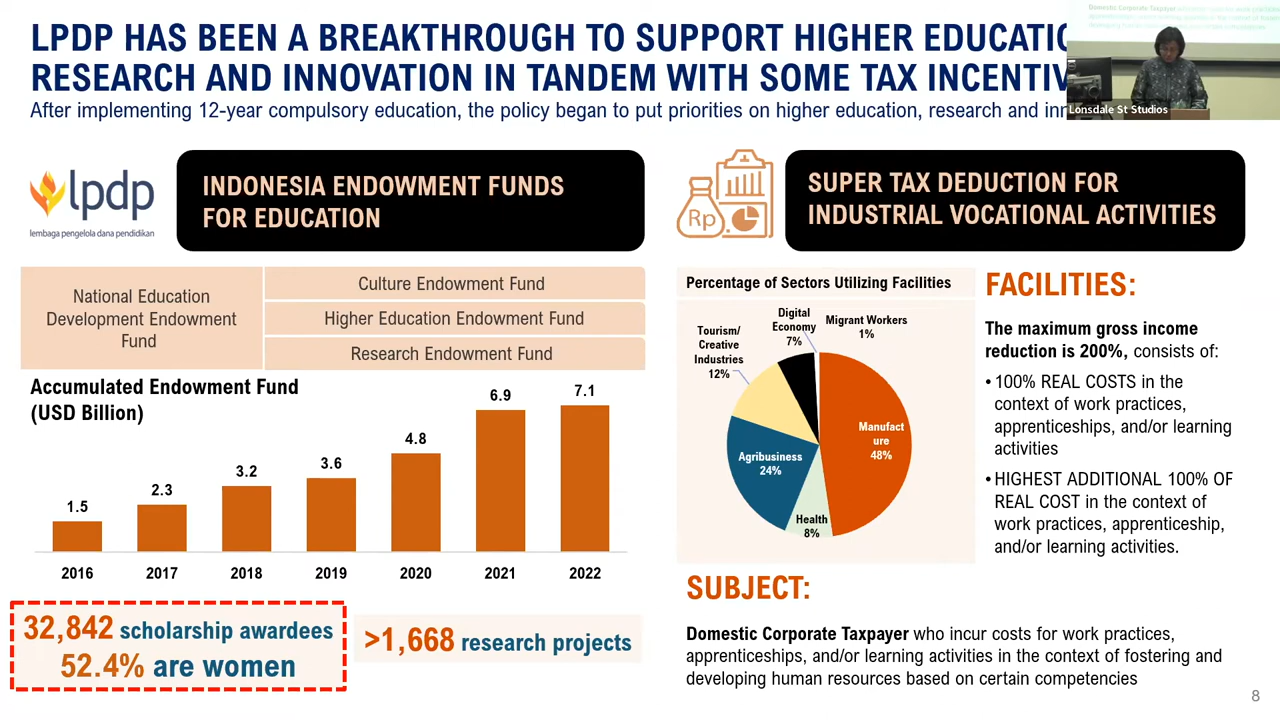 LPDP HAS BEEN A BREAKTHROUGH TO SUPPORT HIGHER EDUCATIO
RESEARCH AND INNOVATION IN TANDEM WITH SOME TAX INCENTIV
After implementing 12-year compulsory education, the policy began to put priorities on higher education, research and in
Lonsdale St Studios
lpdp
lembaga pengelola dana pendidikan
INDONESIA ENDOWMENT FUNDS
FOR EDUCATION
Rp
SUPER TAX DEDUCTION FOR
INDUSTRIAL VOCATIONAL ACTIVITIES
National Education
Development Endowment
Fund
Culture Endowment Fund
Higher Education Endowment Fund
Research Endowment Fund
Accumulated Endowment Fund
(USD Billion)
1.5
2.3
3.2
3.6
4.8
6.9
7.1
2016
2017
2018
2019
2020
2021
2022
32,842 scholarship awardees
52.4% are women
>1,668 research projects
Percentage of Sectors Utilizing Facilities
Tourism/
Creative
Industries
12%
Digital
Economy
7%
Migrant Workers
1%
Manufact
ure
48%
Agribusiness
24%
Health
8%
FACILITIES:
The maximum gross income
reduction is 200%, consists of:
• 100% REAL COSTS in the
context of work practices,
apprenticeships, and/or learning
activities
• HIGHEST ADDITIONAL 100% OF
REAL COST in the context of
work practices, apprenticeship,
and/or learning activities.
SUBJECT:
Domestic Corporate Taxpayer who incur costs for work practices,
apprenticeships, and/or learning activities in the context of fostering and
developing human resources based on certain competencies
8